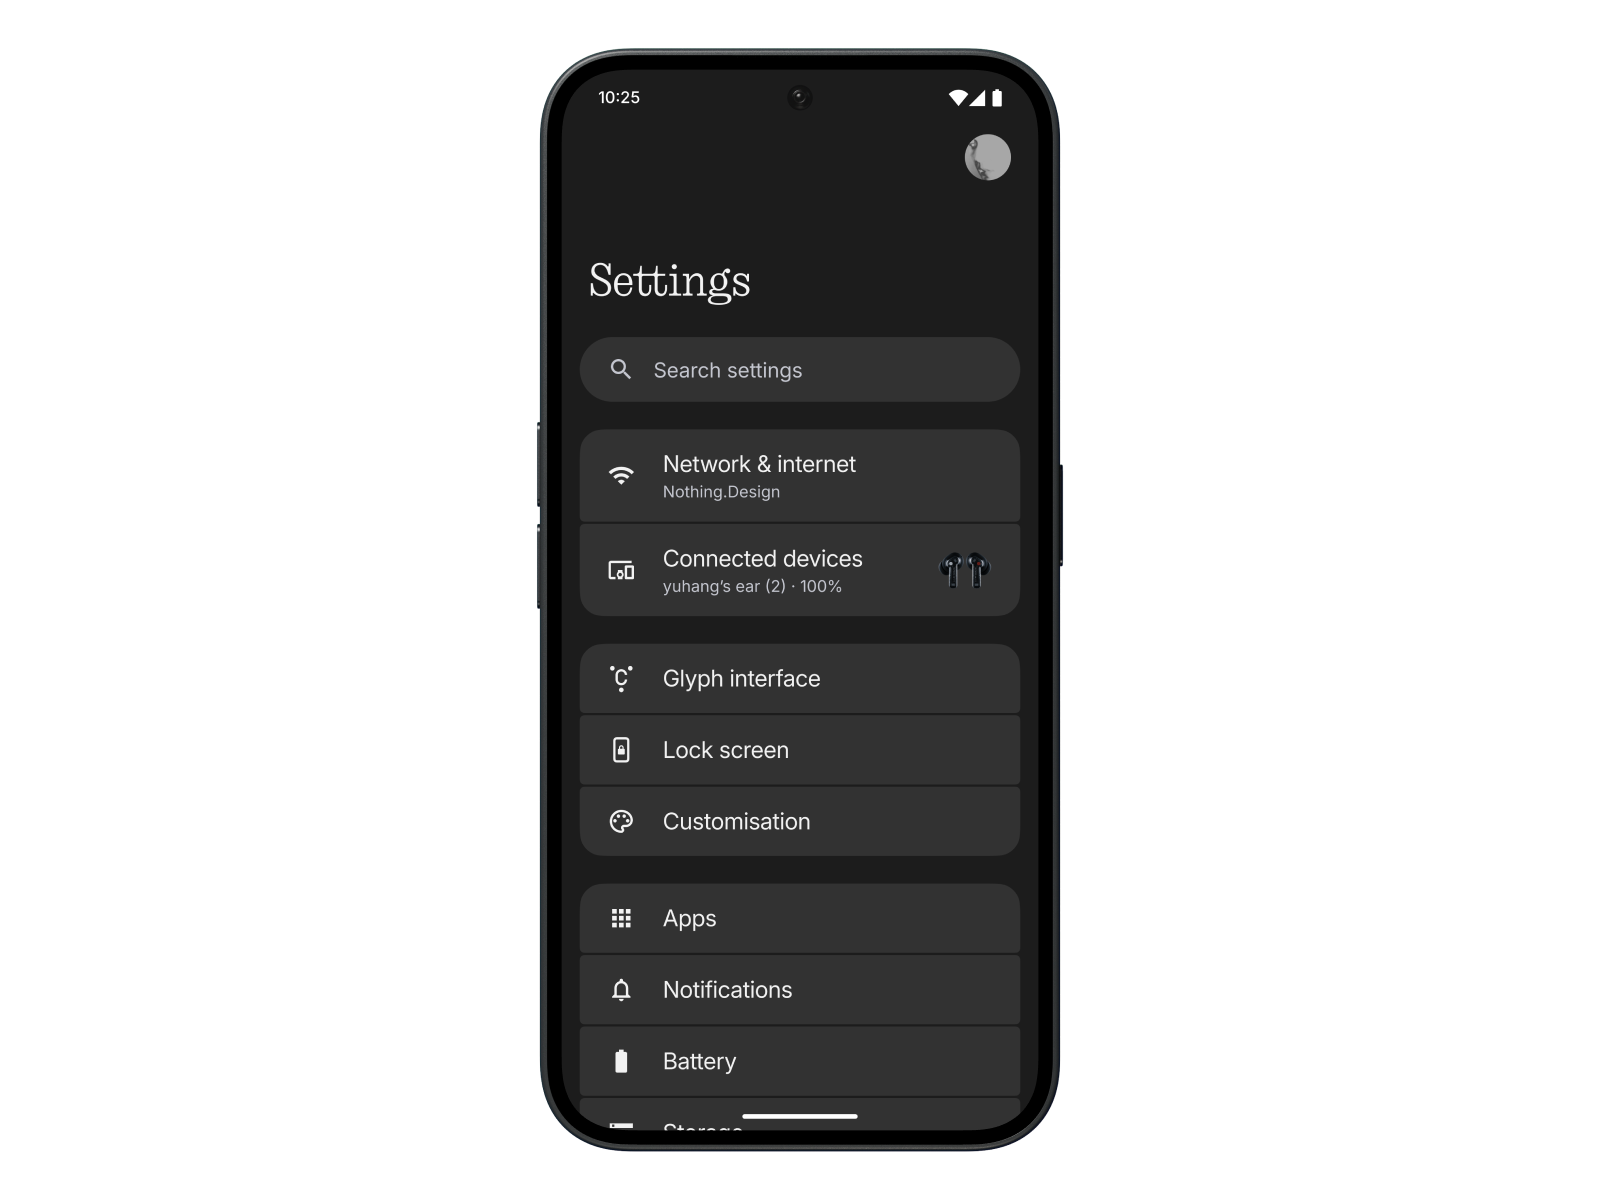 10:25
Settings
Search settings
Network & internet
Nothing.Design
Connected devices
yuhang’s ear (2) · 100%
Glyph interface
Lock screen
Customisation
Apps
Notifications
Battery
Storage